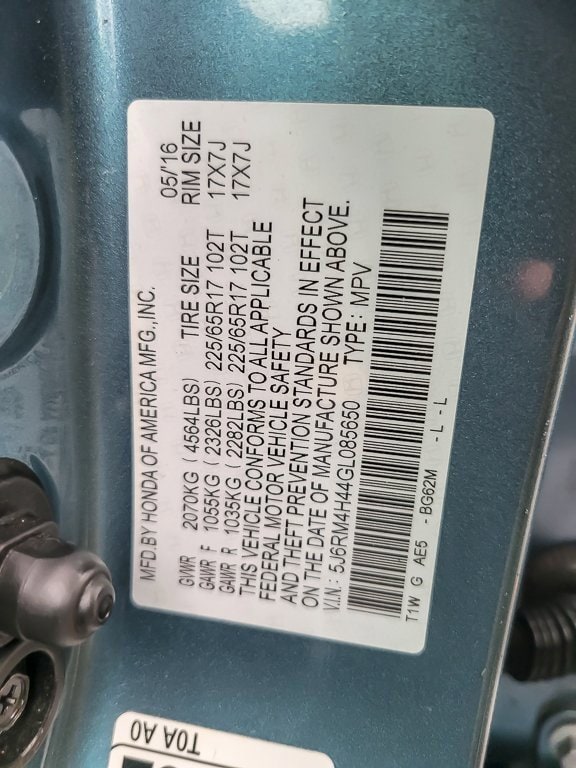 MFD.BY HONDA OF AMERICA MFG.,INC. 05/'16
GVWR 2070KG (4564LBS) TIRE SIZE RIM SIZE
GAWR F 1055KG (2326LBS) 225/65R17 102T 17X7J
GAWR R 1035KG (2282LBS) 225/65R17 102T 17X7J
THIS VEHICLE CONFORMS TO ALL APPLICABLE
FEDERAL MOTOR VEHICLE SAFETY
AND THEFT PREVENTION STANDARDS IN EFFECT
ON THE DATE OF MANUFACTURE SHOWN ABOVE.
V.I.N.: 5J6RM4H44GL085650 TYPE: MPV
T1W G AE5 -BG62M -L-L
T0A A0